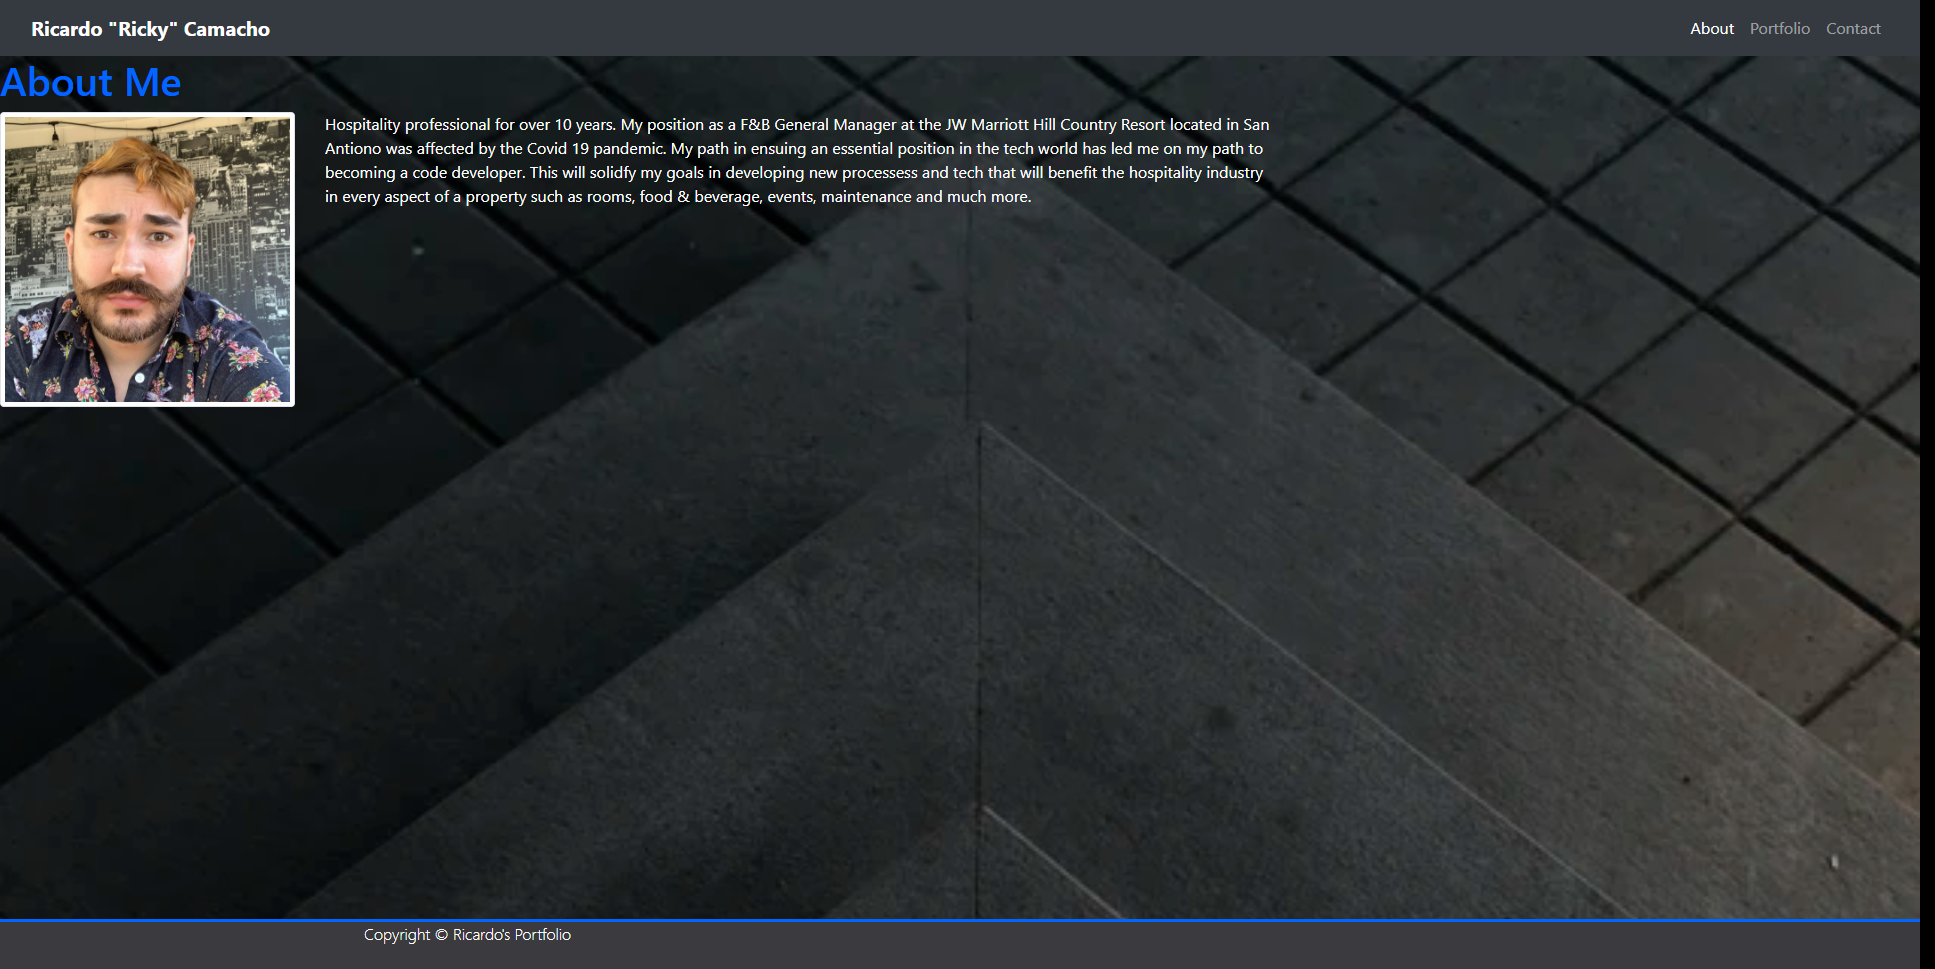 Ricardo "Ricky" Camacho
About Portfolio Contact
About Me
Hospitality professional for over 10 years. My position as a F&B General Manager at the JW Marriott Hill Country Resort located in San
Antiono was affected by the Covid 19 pandemic. My path in ensuing an essential position in the tech world has led me on my path to
becoming a code developer. This will solidfy my goals in developing new processess and tech that will benefit the hospitality industry
in every aspect of a property such as rooms, food & beverage, events, maintenance and much more.
Copyright © Ricardo's Portfolio